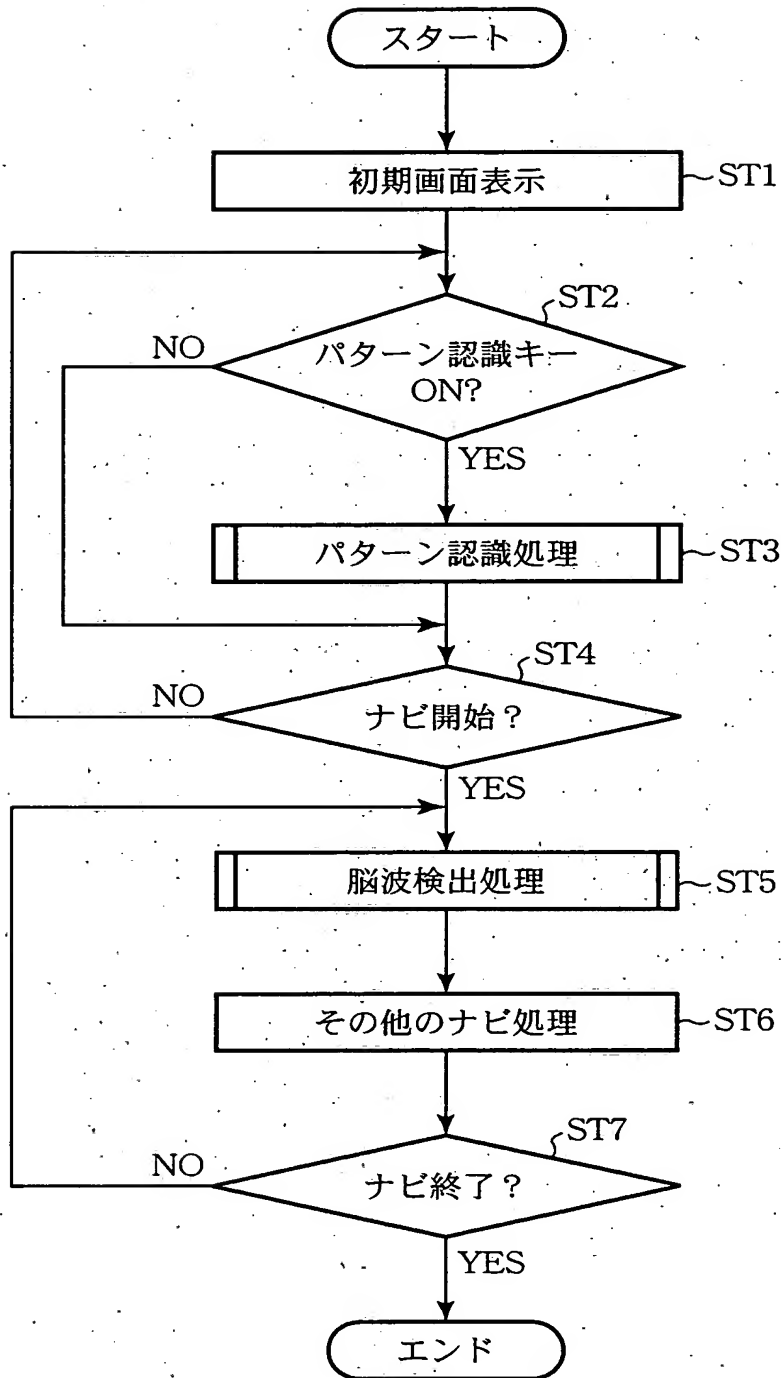 スタート
初期画面表示
ST1
ST2
NO
パターン認識キー
ON?
YES
パターン認識処理
ST3
ST4
NO
ナビ開始?
YES
脳波検出処理
ST5
その他のナビ処理
ST6
ST7
NO
ナビ終了?
YES
エンド